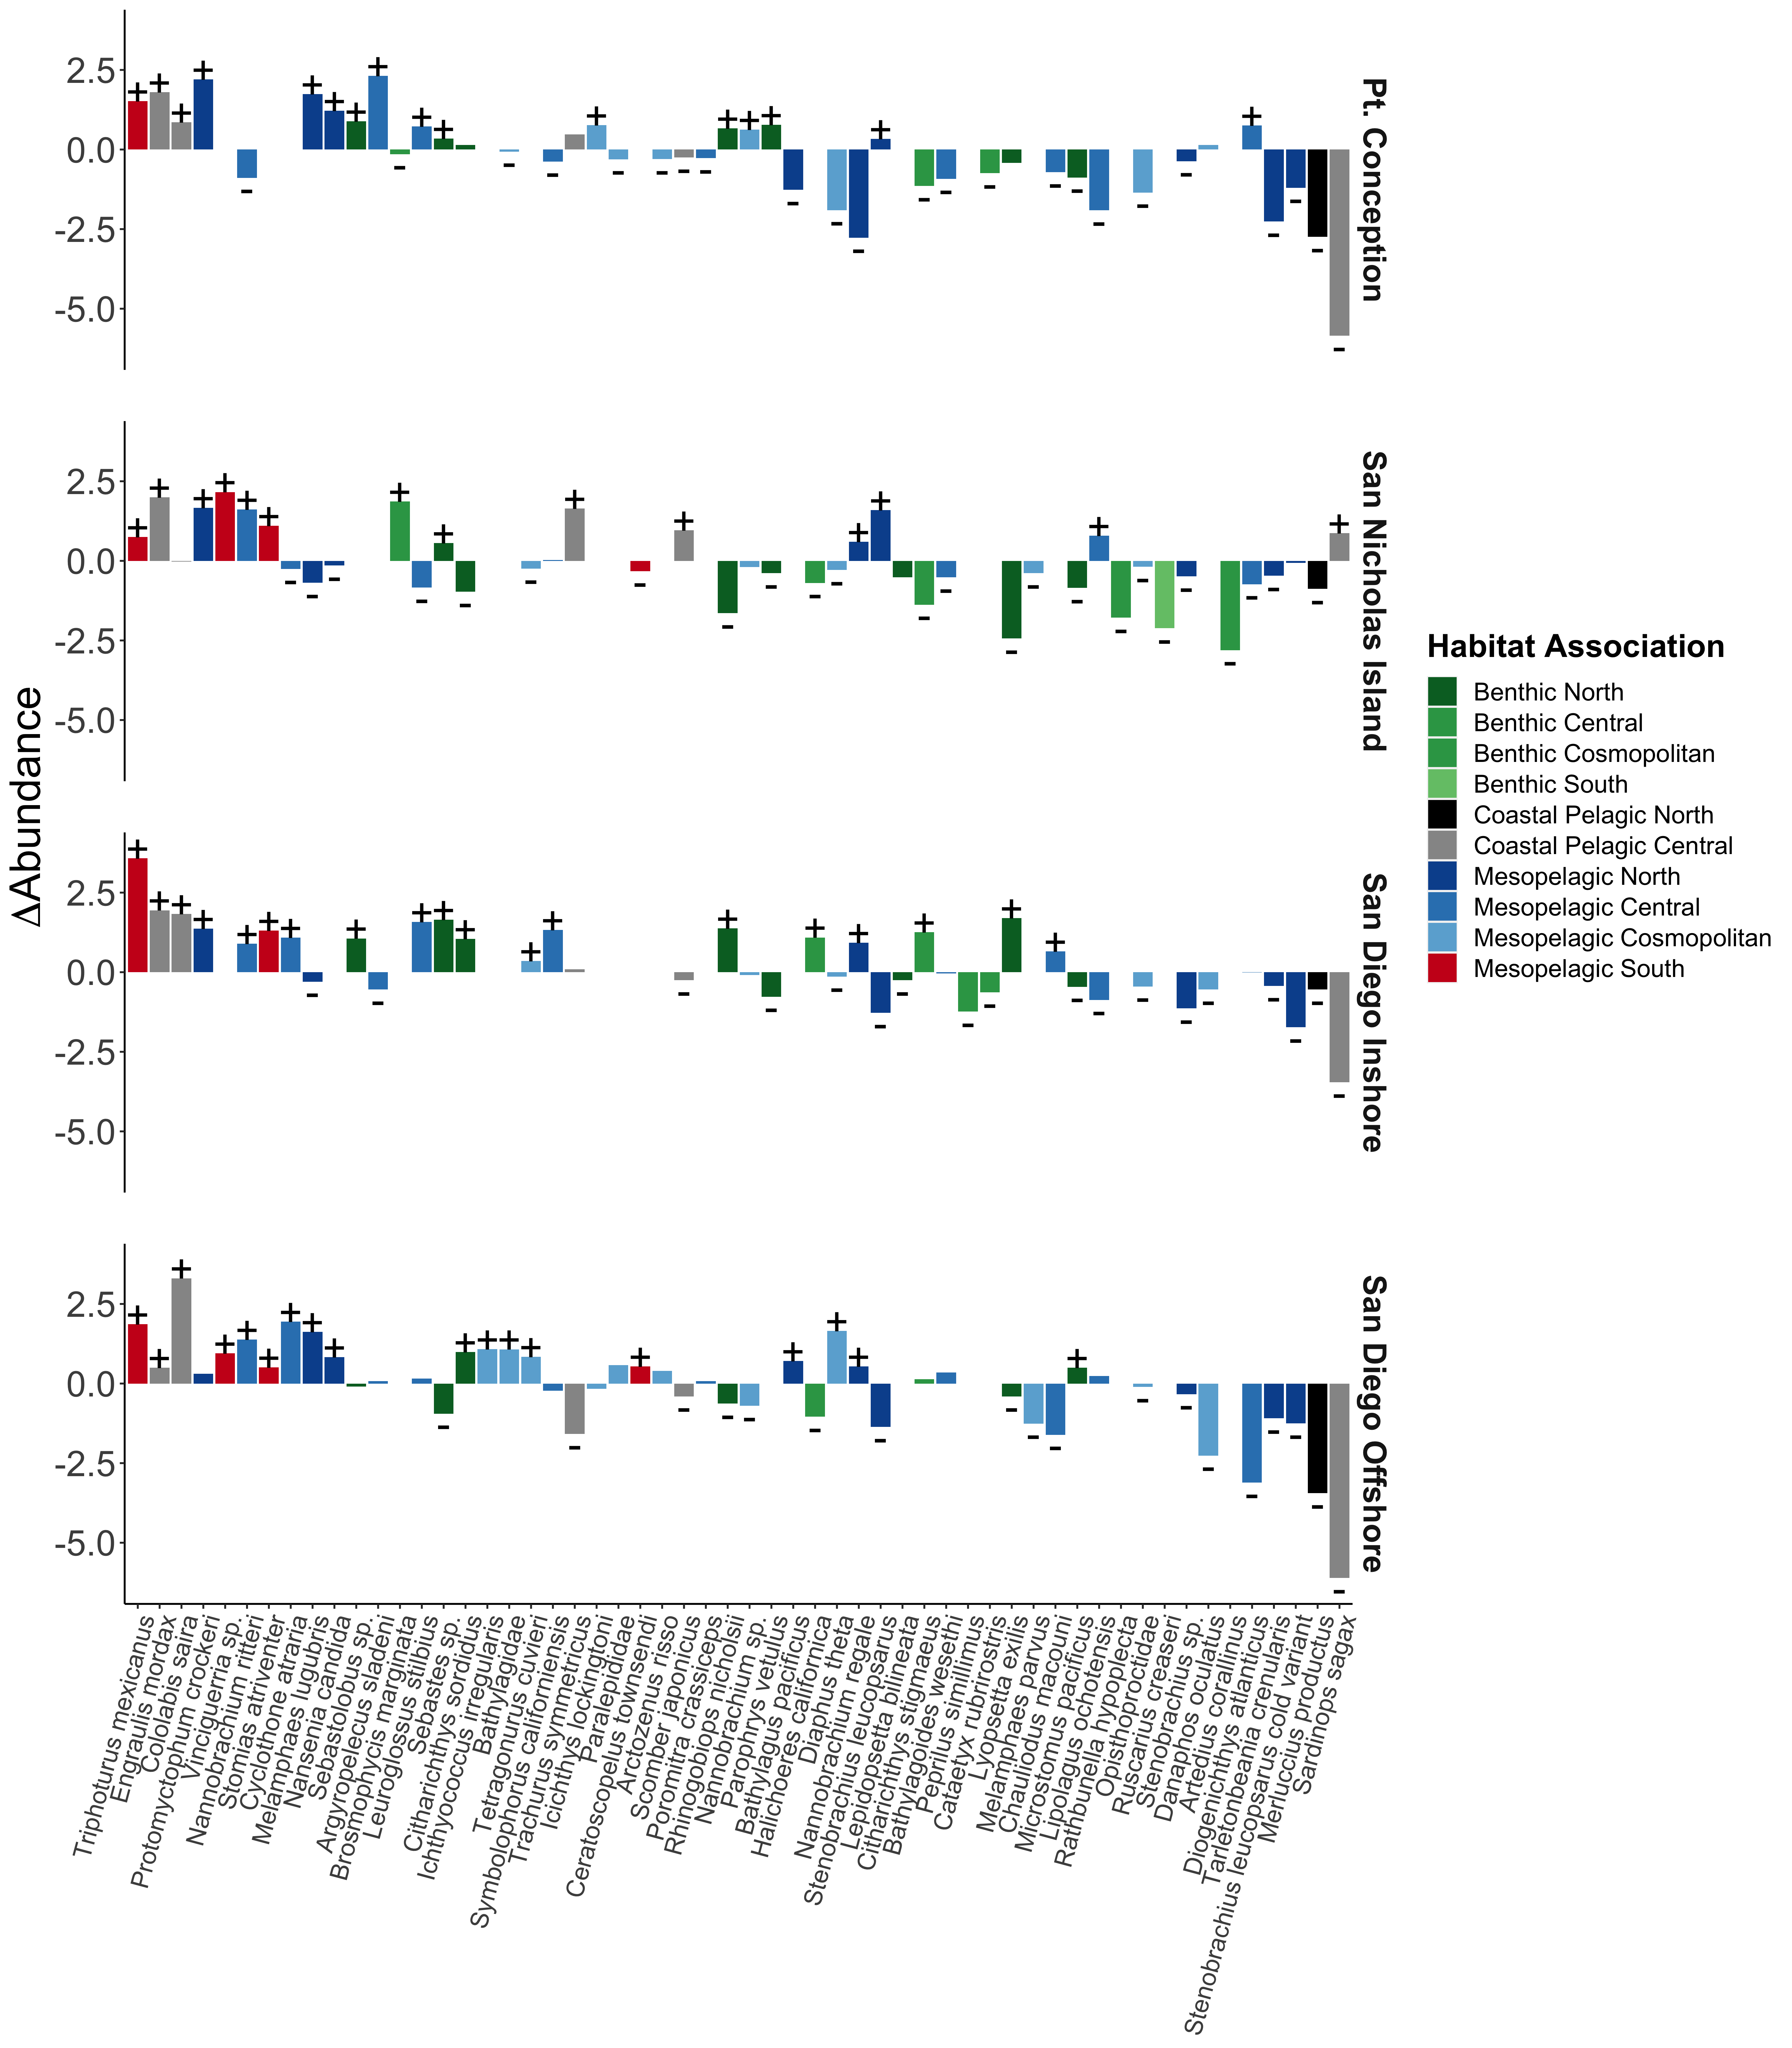 2.5
0.0
-2.5
-5.0
Pt. Conception
2.5
0.0
-2.5
-5.0
San Nicholas Island
2.5
0.0
-2.5
-5.0
San Diego Inshore
2.5
0.0
-2.5
-5.0
San Diego Offshore
ΔAbundance
Triphoturus mexicanus
Engraulis mordax
Cololabis saira
Protomyctophum crockeri
Vinciguerria sp.
Nannobrachium ritteri
Stomias atriventer
Cyclothone atraria
Melamphaes lugubris
Nansenia candida
Sebastolobus sp.
Argyropelecus sladeni
Brosmophycis marginata
Leuroglossus stilbius
Sebastes sp.
Citharichthys sordidus
Ichthyococcus irregularis
Bathylagidae
Tetragonurus cuvieri
Symbolophorus californiensis
Trachurus symmetricus
Icichthys lockingtoni
Paralepididae
Ceratoscopelus townsendi
Arctozenus risso
Scomber japonicus
Poromitra crassiceps
Rhinogobiops nicholsii
Nannobrachium sp.
Parophrys vetulus
Bathylagus pacificus
Halichoeres californica
Diaphus theta
Nannobrachium regale
Stenobrachius leucopsarus
Lepidopsetta bilineata
Citharichthys stigmaeus
Bathylagoides wesethi
Peprilus simillimus
Cataetyx rubrirostris
Lyopsetta exilis
Melamphaes parvus
Chauliodus macouni
Microstomus pacificus
Lipolagus ochotensis
Rathbunella hypoplecta
Opisthoproctidae
Ruscarius creaseri
Stenobrachius sp.
Danaphos oculatus
Artedius corallinus
Diogenichthys atlanticus
Tarletonbeania crenularis
Stenobrachius leucopsarus cold variant
Merluccius productus
Sardinops sagax
Habitat Association
Benthic North
Benthic Central
Benthic Cosmopolitan
Benthic South
Coastal Pelagic North
Coastal Pelagic Central
Mesopelagic North
Mesopelagic Central
Mesopelagic Cosmopolitan
Mesopelagic South